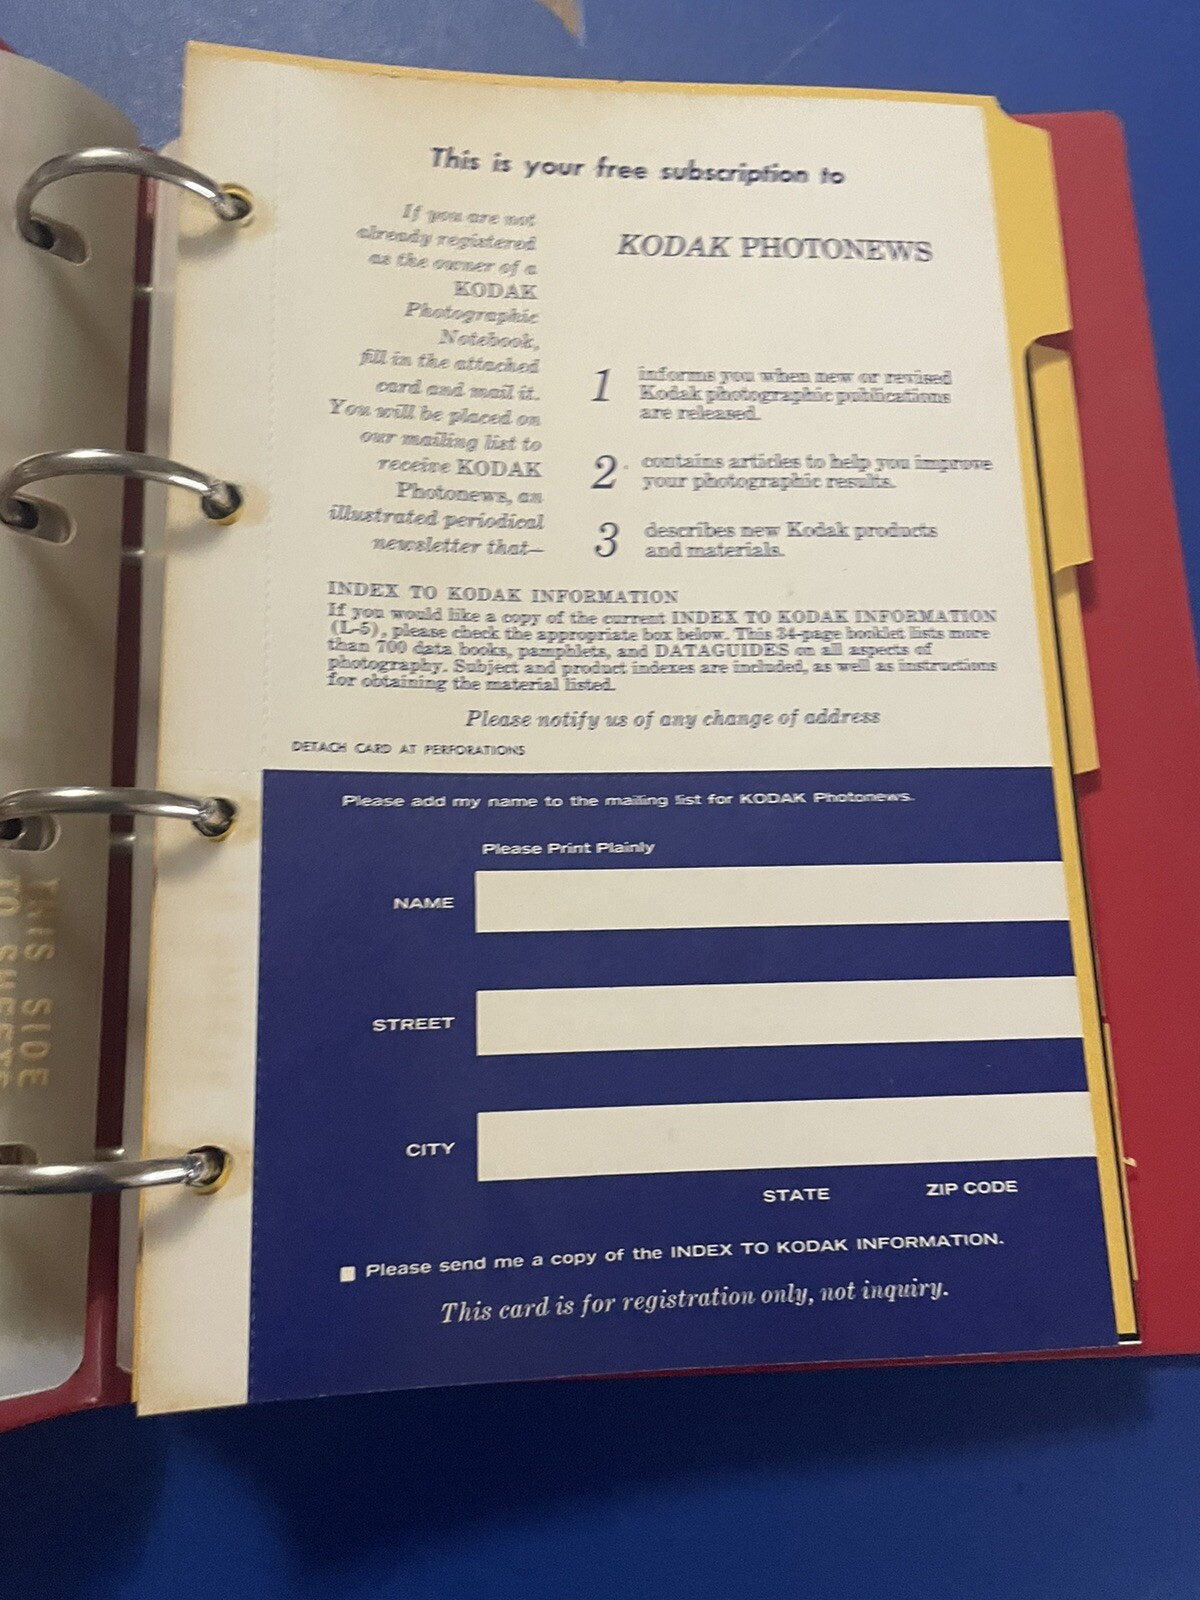 This is your free subscription to
If you are not
already registered
as the owner of a
KODAK
Photographic
Notebook,
fill in the attached
card and mail it.
You will be placed on
our mailing list to
receive KODAK
Photonews, an
illustrated periodical
newsletter that—
KODAK PHOTONEWS
1 informs you when new or revised
Kodak photographic publications
are released.
2 contains articles to help you improve
your photographic results.
3 describes new Kodak products
and materials.
INDEX TO KODAK INFORMATION
If you would like a copy of the current INDEX TO KODAK INFORMATION
(L-5), please check the appropriate box below. This 34-page booklet lists more
than 700 data books, pamphlets, and DATAGUIDES on all aspects of
photography. Subject and product indexes are included, as well as instructions
for obtaining the material listed.
Please notify us of any change of address
DETACH CARD AT PERFORATIONS
Please add my name to the mailing list for KODAK Photonews.
Please Print Plainly
NAME
STREET
CITY
STATE ZIP CODE
Please send me a copy of the INDEX TO KODAK INFORMATION.
This card is for registration only, not inquiry.
THIS SIDE
TO